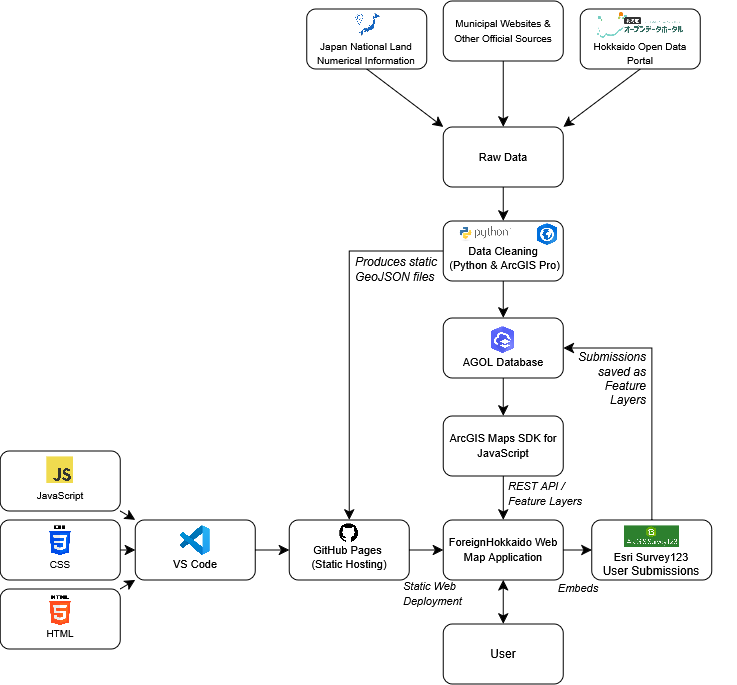 Japan National Land
Numerical Information
Municipal Websites &
Other Official Sources
オープンデータポータル
Hokkaido Open Data
Portal
Raw Data
python
Data Cleaning
(Python & ArcGIS Pro)
Produces static
GeoJSON files
AGOL Database
Submissions
saved as
Feature
Layers
ArcGIS Maps SDK for
JavaScript
REST API /
Feature Layers
JS
JavaScript
CSS
HTML
HTML
VS Code
GitHub Pages
(Static Hosting)
ForeignHokkaido Web
Map Application
ArcGIS Survey123
Esri Survey123
User Submissions
Static Web
Deployment
Embeds
User